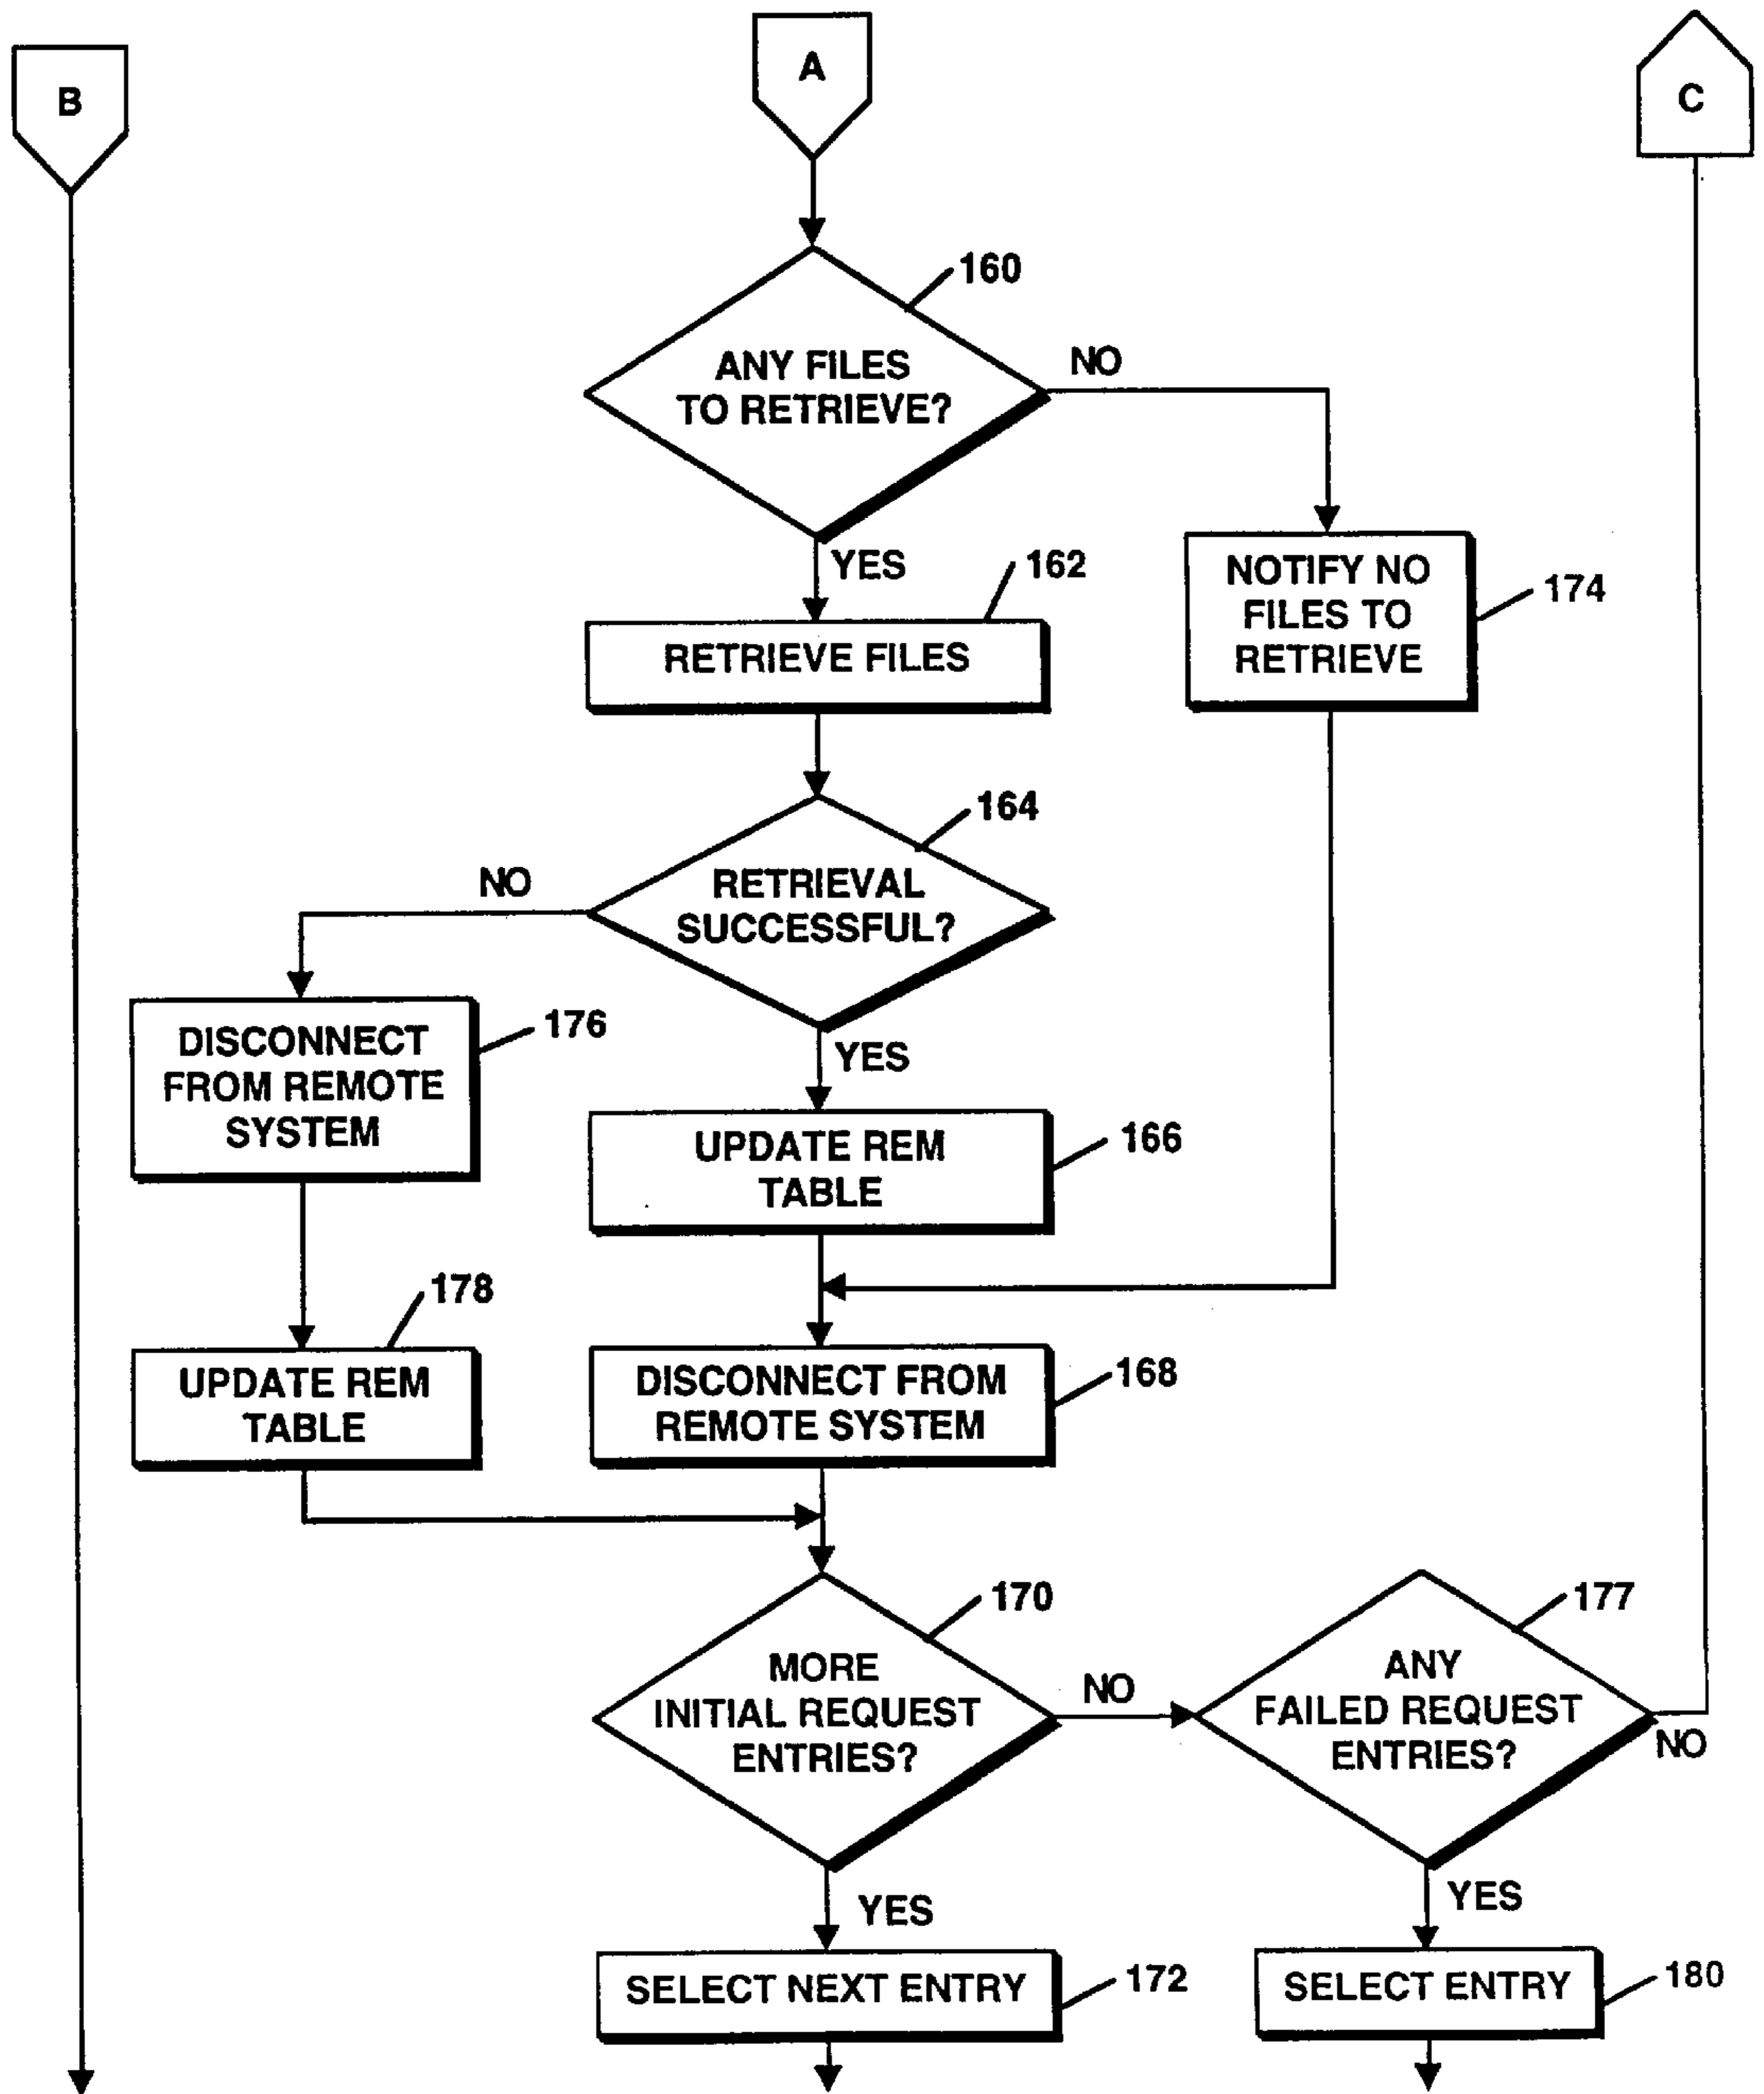 B
A
C
160
ANY FILES
TO RETRIEVE?
NO
YES
162
RETRIEVE FILES
NOTIFY NO
FILES TO
RETRIEVE
174
164
RETRIEVAL
SUCCESSFUL?
NO
YES
DISCONNECT
FROM REMOTE
SYSTEM
176
UPDATE REM
TABLE
166
178
UPDATE REM
TABLE
DISCONNECT FROM
REMOTE SYSTEM
168
170
MORE
INITIAL REQUEST
ENTRIES?
NO
177
ANY
FAILED REQUEST
ENTRIES?
NO
YES
YES
SELECT NEXT ENTRY
172
SELECT ENTRY
180